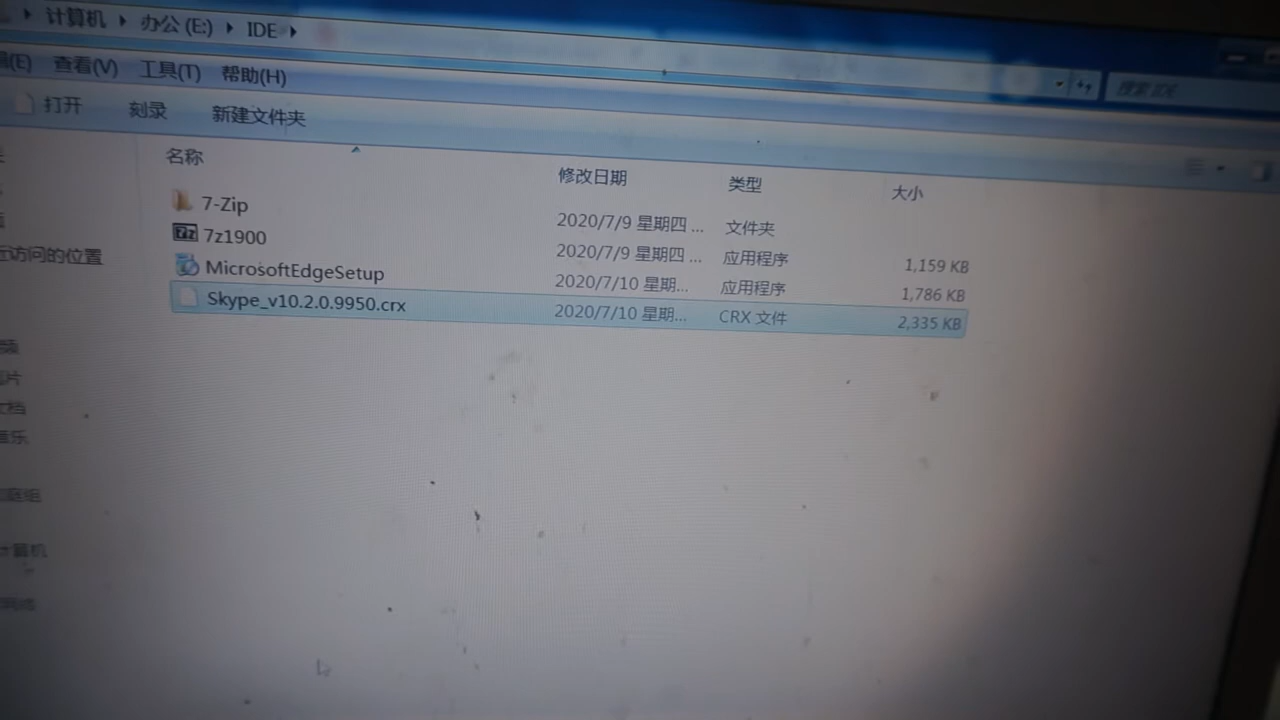 计算机 办公 (E:) IDE
(E) 查看(V) 工具(T) 帮助(H)
打开 刻录 新建文件夹
名称 修改日期 类型 大小
7-Zip 2020/7/9 星期四 ... 文件夹
7z1900 2020/7/9 星期四 ... 应用程序 1,159 KB
MicrosoftEdgeSetup 2020/7/10 星期... 应用程序 1,786 KB
Skype_v10.2.0.9950.crx 2020/7/10 星期... CRX 文件 2,335 KB
访问的位置
计算机